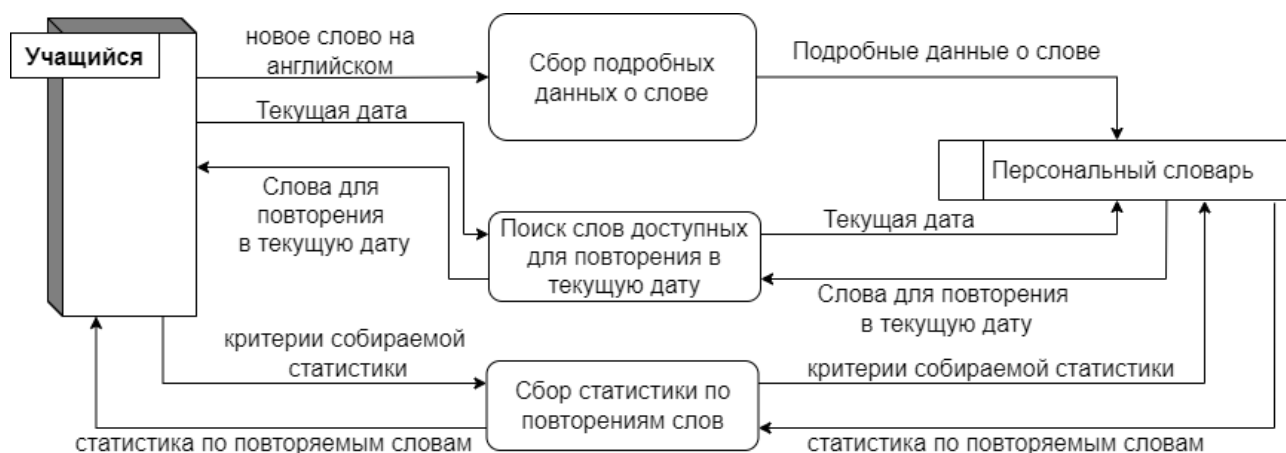 Учащийся
новое слово на
английском
Сбор подробных
данных о слове
Подробные данные о слове
Текущая дата
Персональный словарь
Слова для
повторения
в текущую дату
Поиск слов доступных
для повторения в
текущую дату
Текущая дата
Слова для повторения
в текущую дату
критерии собираемой
статистики
Сбор статистики по
повторениям слов
критерии собираемой статистики
статистика по повторяемым словам
статистика по повторяемым словам